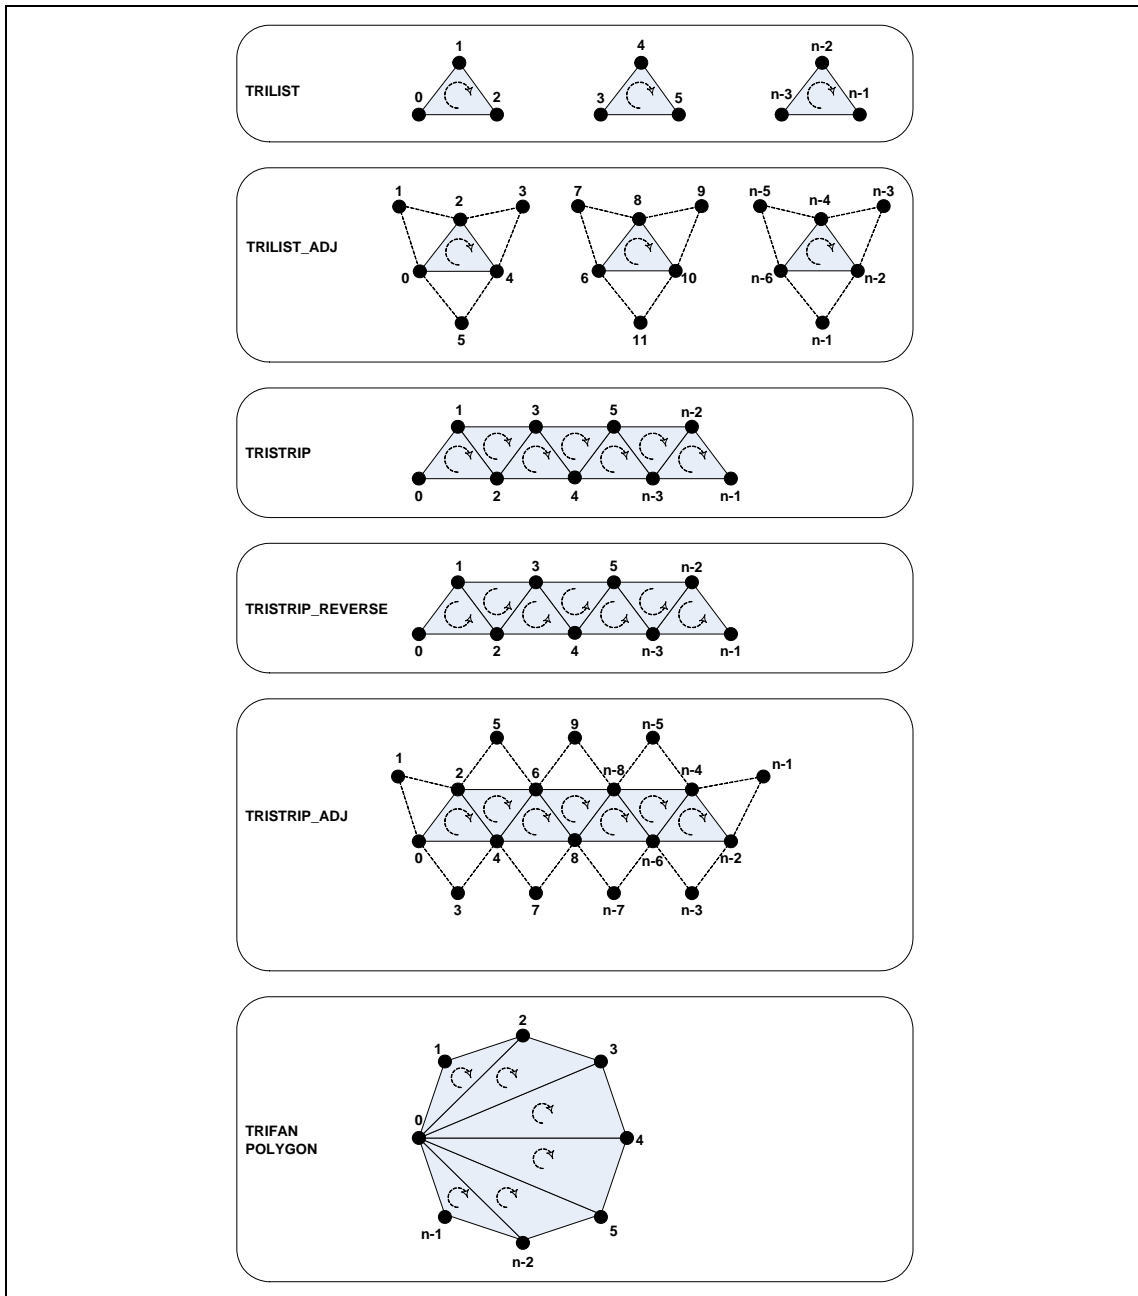 1 4 n-2
TRILIST
0 2 3 5 n-3 n-1
1 2 3 7 8 9 n-5 n-4 n-3
TRILIST_ADJ
0 4 6 10 n-6 n-2
5 11 n-1
1 3 5 n-2
TRISTRIP
0 2 4 n-3 n-1
1 3 5 n-2
TRISTRIP_REVERSE
0 2 4 n-3 n-1
5 9 n-5
1 n-1
2 6 n-8 n-4
TRISTRIP_ADJ
0 4 8 n-6 n-2
3 7 n-7 n-3
2
1 3
0
TRIFAN
POLYGON
4
n-1 5
n-2